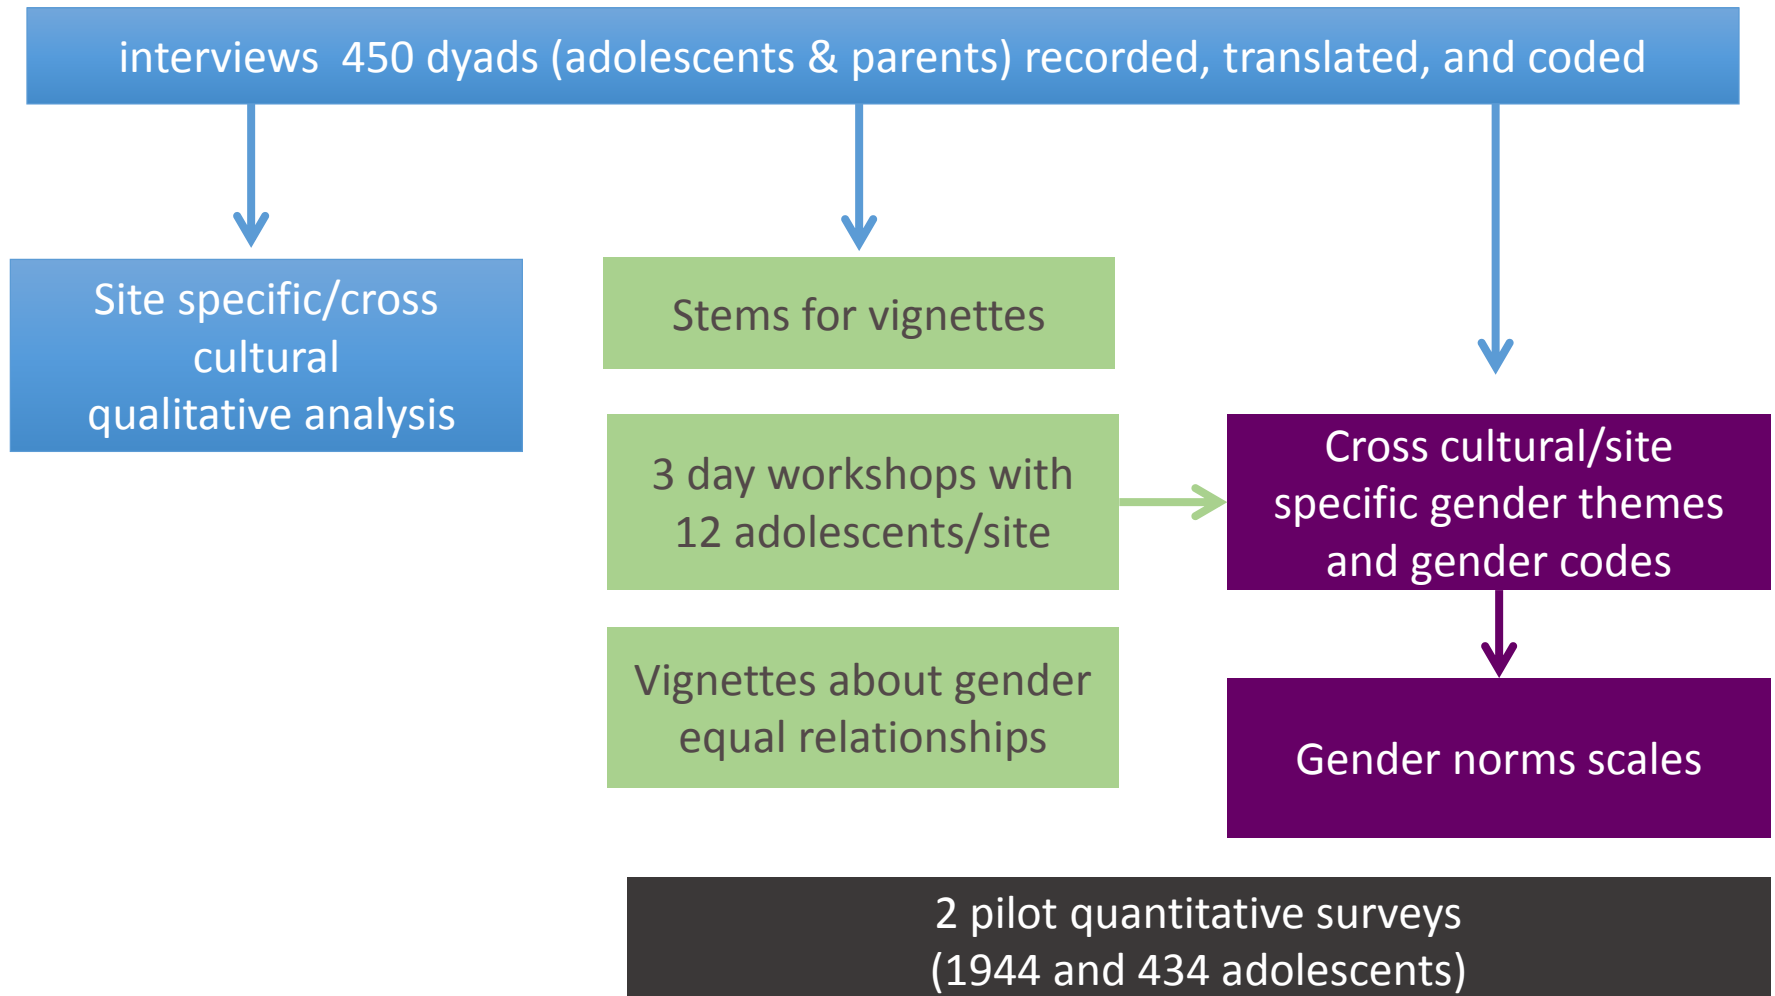 interviews 450 dyads (adolescents & parents) recorded, translated, and coded
Site specific/cross
cultural
qualitative analysis
Stems for vignettes
3 day workshops with
12 adolescents/site
Vignettes about gender
equal relationships
Cross cultural/site
specific gender themes
and gender codes
Gender norms scales
2 pilot quantitative surveys
(1944 and 434 adolescents)